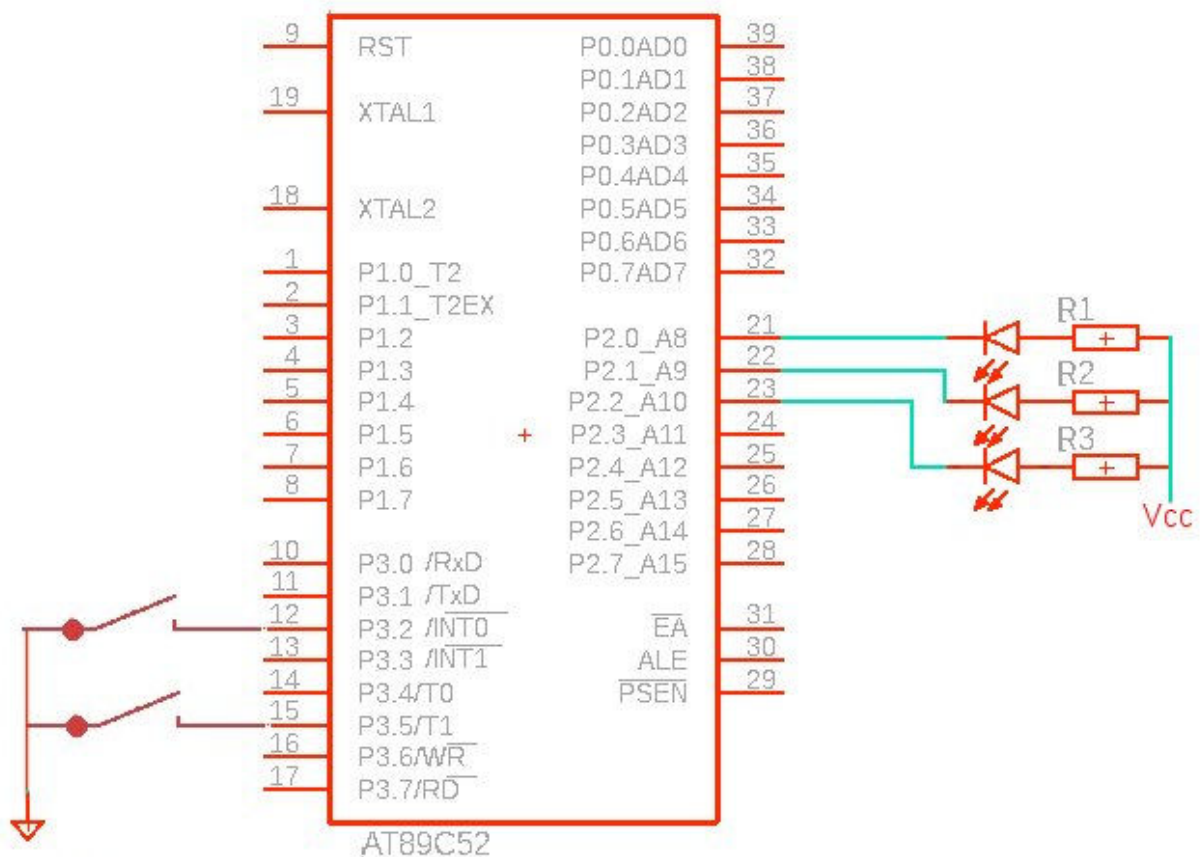 9 RST P0.0AD0 39
P0.1AD1 38
19 XTAL1 P0.2AD2 37
P0.3AD3 36
P0.4AD4 35
18 XTAL2 P0.5AD5 34
P0.6AD6 33
1 P1.0_T2 P0.7AD7 32
2 P1.1_T2EX
3 P1.2 P2.0_A8 21 R1
4 P1.3 P2.1_A9 22
5 P1.4 P2.2_A10 23 R2
6 P1.5 P2.3_A11 24
7 P1.6 P2.4_A12 25 R3
8 P1.7 P2.5_A13 26
Vcc
P2.6_A14 27
10 P3.0 /RxD P2.7_A15 28
11 P3.1 /TxD
12 P3.2 /INT0 EA 31
13 P3.3 /INT1 ALE 30
14 P3.4/T0 PSEN 29
15 P3.5/T1
16 P3.6/WR
17 P3.7/RD
AT89C52